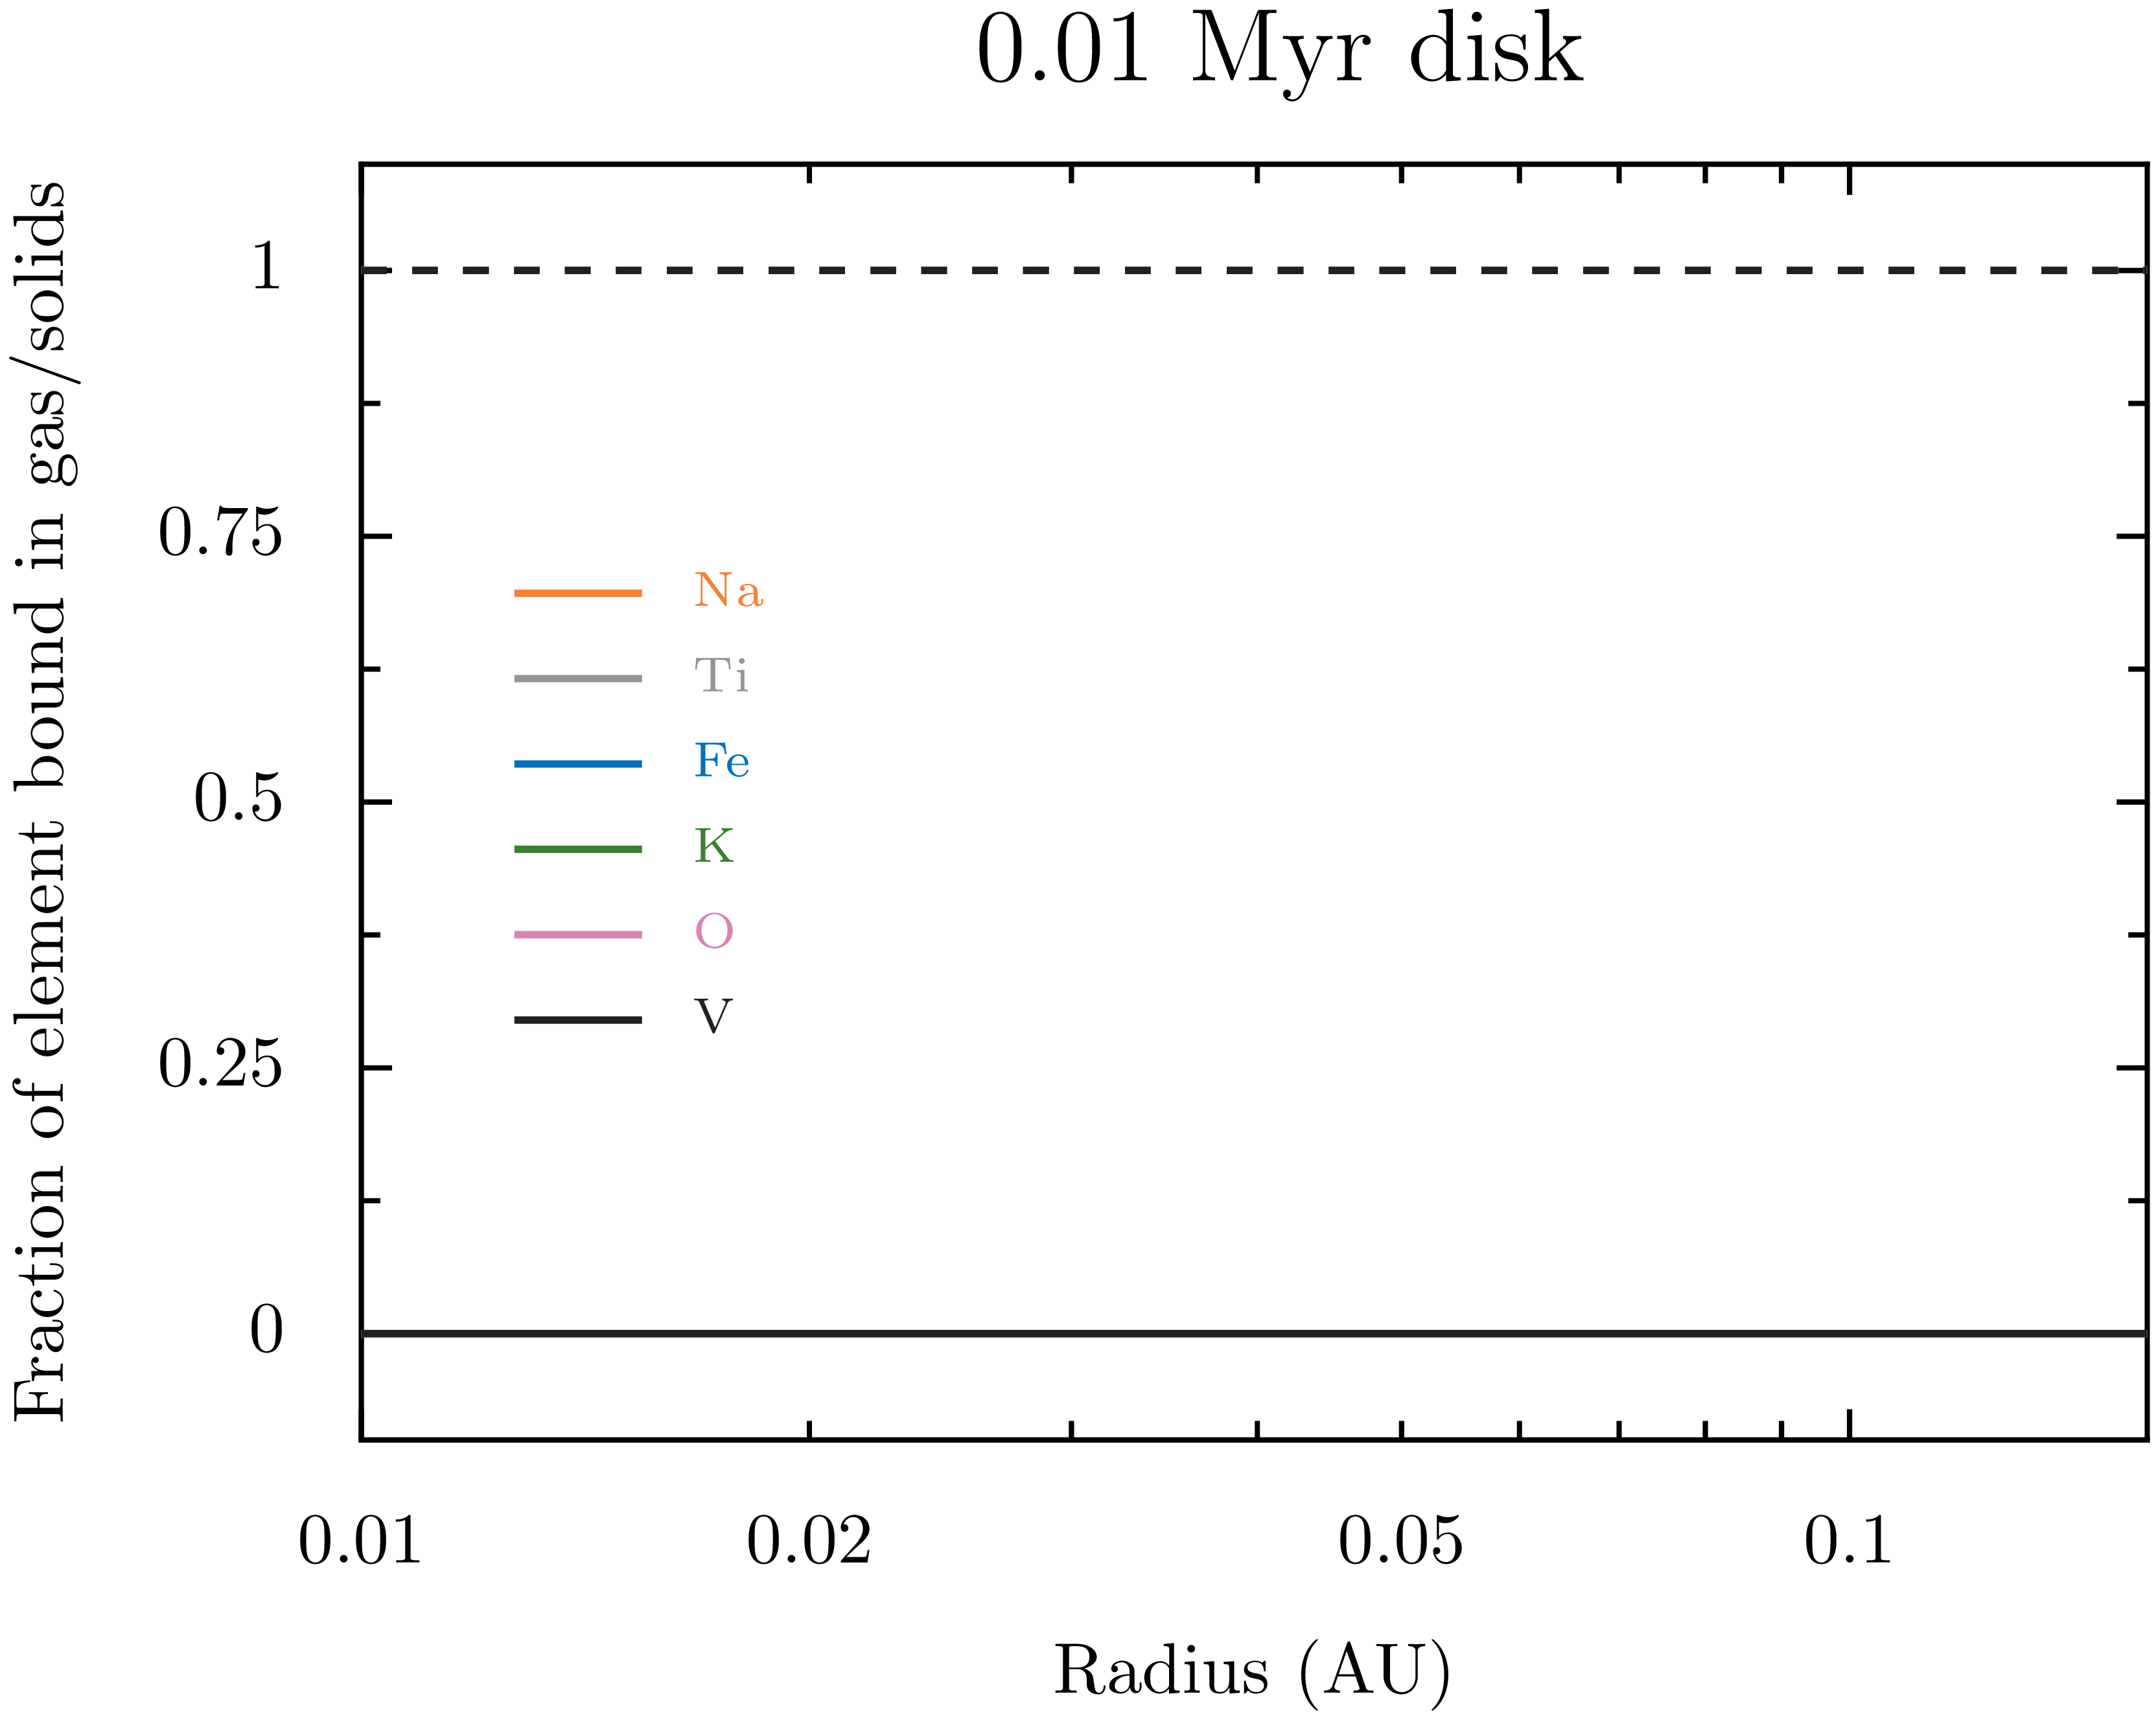 0.01 Myr disk
Fraction of element bound in gas/solids
1
0.75
0.5
0.25
0
Na
Ti
Fe
K
O
V
0.01 0.02 0.05 0.1
Radius (AU)